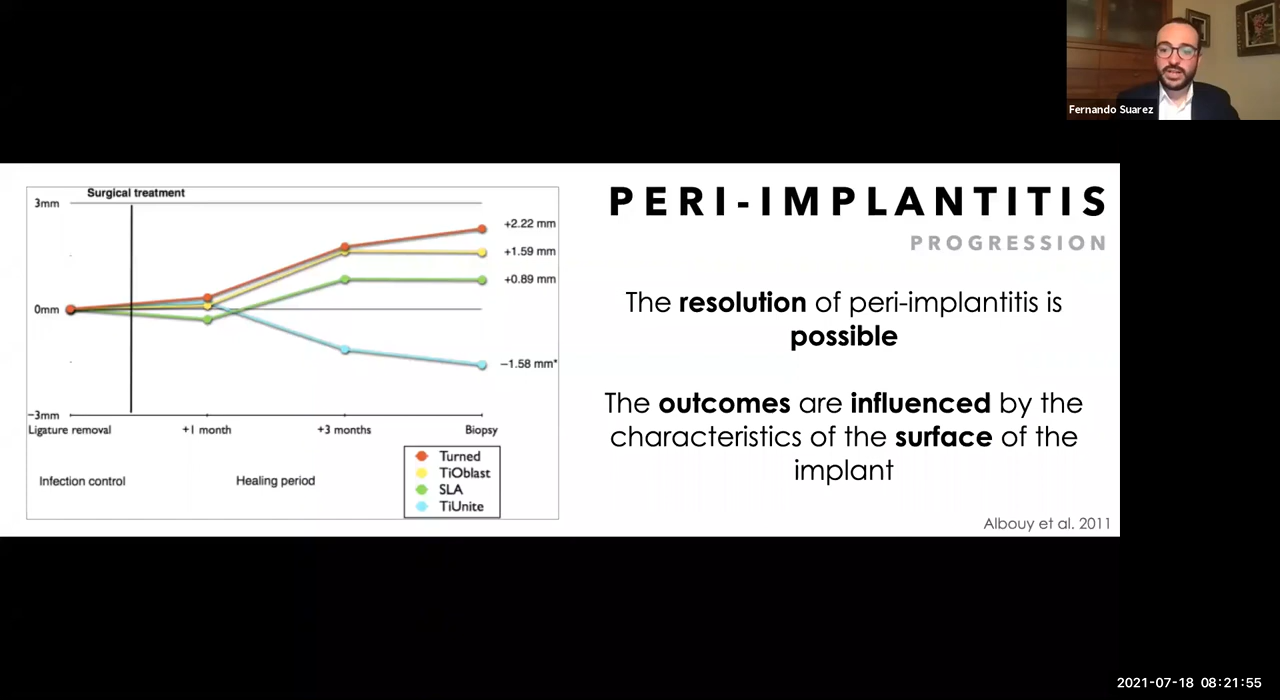 Fernando Suarez
Surgical treatment
3mm
0mm
−3mm
+2.22 mm
+1.59 mm
+0.89 mm
−1.58 mm*
Ligature removal
+1 month
+3 months
Biopsy
Infection control
Healing period
Turned
TiOblast
SLA
TiUnite
PERI-IMPLANTITIS
PROGRESSION
The resolution of peri-implantitis is
possible
The outcomes are influenced by the
characteristics of the surface of the
implant
Albouy et al. 2011
2021-07-18 08:21:55